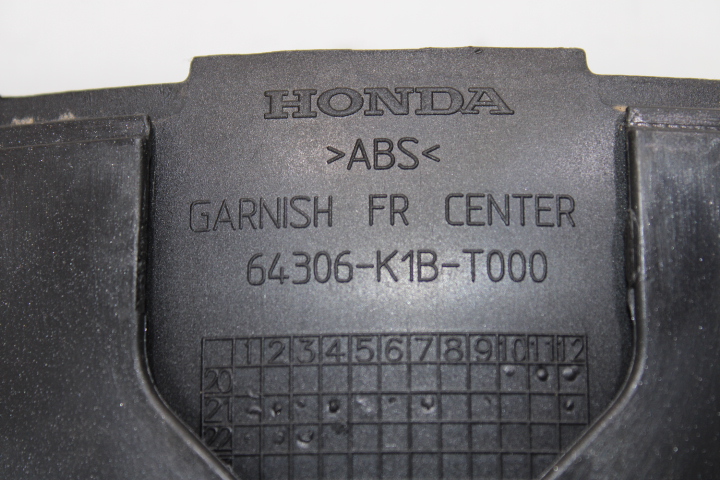 HONDA
>ABS<
GARNISH FR CENTER
64306-K1B-T000
1 2 3 4 5 6 7 8 9 10 11 12
20
21
22